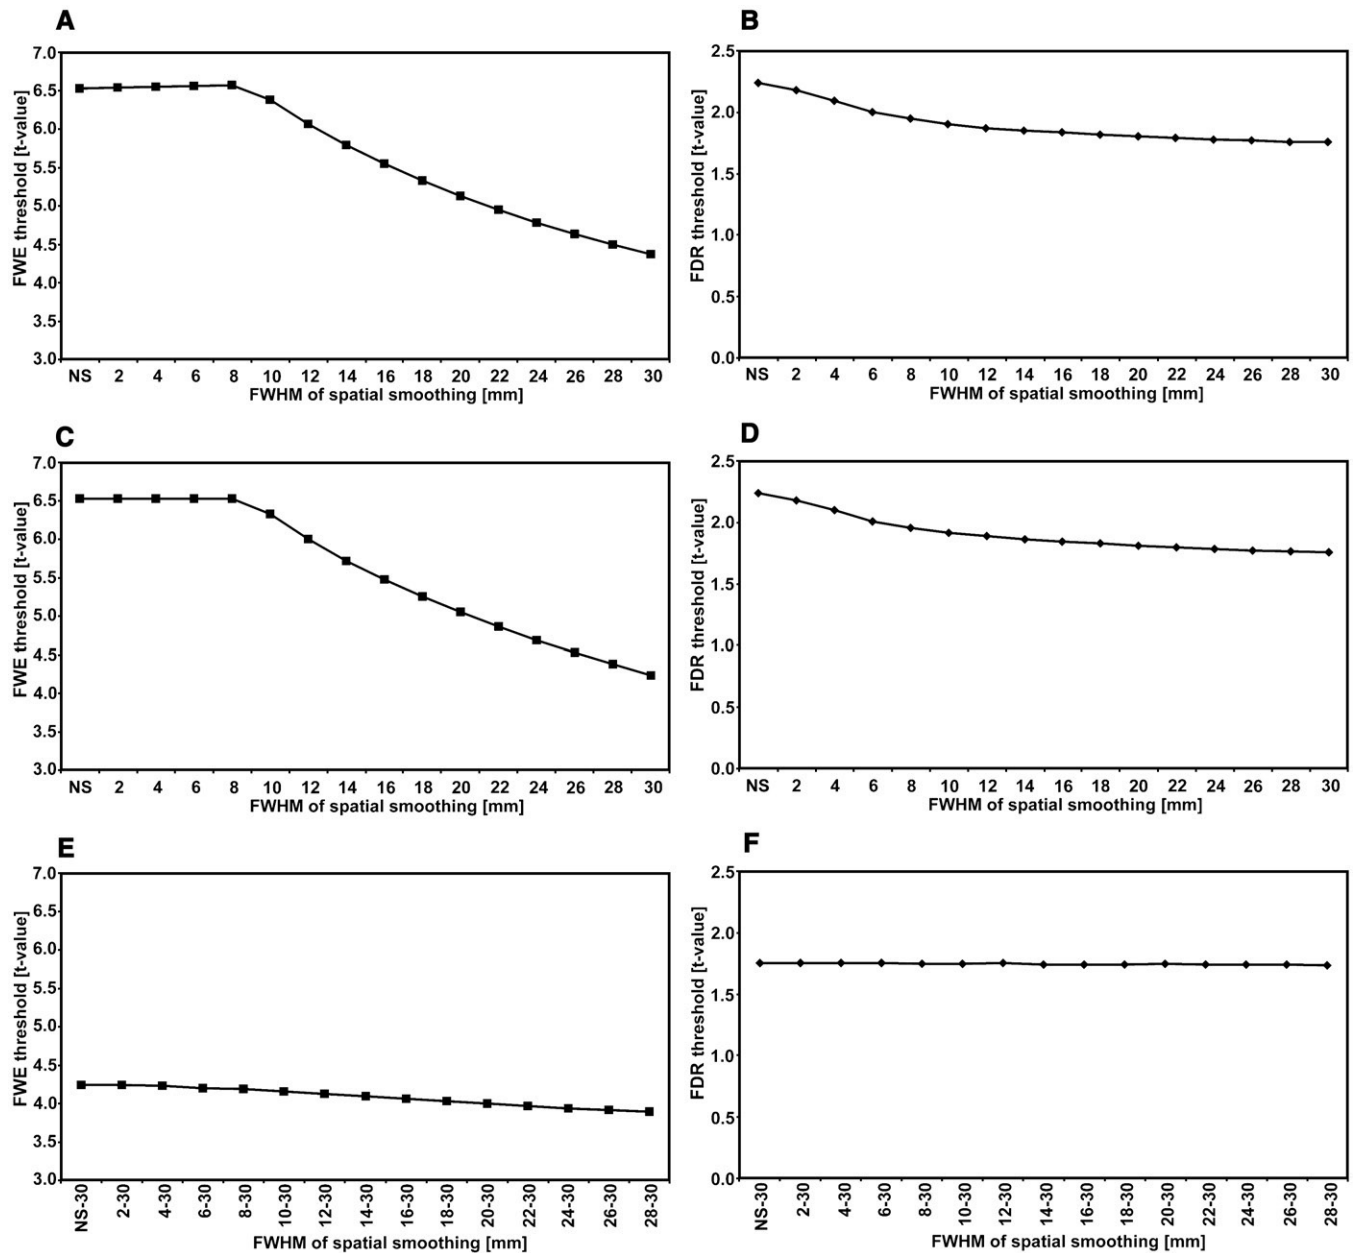 A
FWE threshold [t-value]
7.0
6.5
6.0
5.5
5.0
4.5
4.0
3.5
3.0
NS 2 4 6 8 10 12 14 16 18 20 22 24 26 28 30
FWHM of spatial smoothing [mm]
B
FDR threshold [t-value]
2.5
2.0
1.5
1.0
0.5
0.0
NS 2 4 6 8 10 12 14 16 18 20 22 24 26 28 30
FWHM of spatial smoothing [mm]
C
FWE threshold [t-value]
7.0
6.5
6.0
5.5
5.0
4.5
4.0
3.5
3.0
NS 2 4 6 8 10 12 14 16 18 20 22 24 26 28 30
FWHM of spatial smoothing [mm]
D
FDR threshold [t-value]
2.5
2.0
1.5
1.0
0.5
0.0
NS 2 4 6 8 10 12 14 16 18 20 22 24 26 28 30
FWHM of spatial smoothing [mm]
E
FWE threshold [t-value]
7.0
6.5
6.0
5.5
5.0
4.5
4.0
3.5
3.0
NS-30 2-30 4-30 6-30 8-30 10-30 12-30 14-30 16-30 18-30 20-30 22-30 24-30 26-30 28-30
FWHM of spatial smoothing [mm]
F
FDR threshold [t-value]
2.5
2.0
1.5
1.0
0.5
0.0
NS-30 2-30 4-30 6-30 8-30 10-30 12-30 14-30 16-30 18-30 20-30 22-30 24-30 26-30 28-30
FWHM of spatial smoothing [mm]